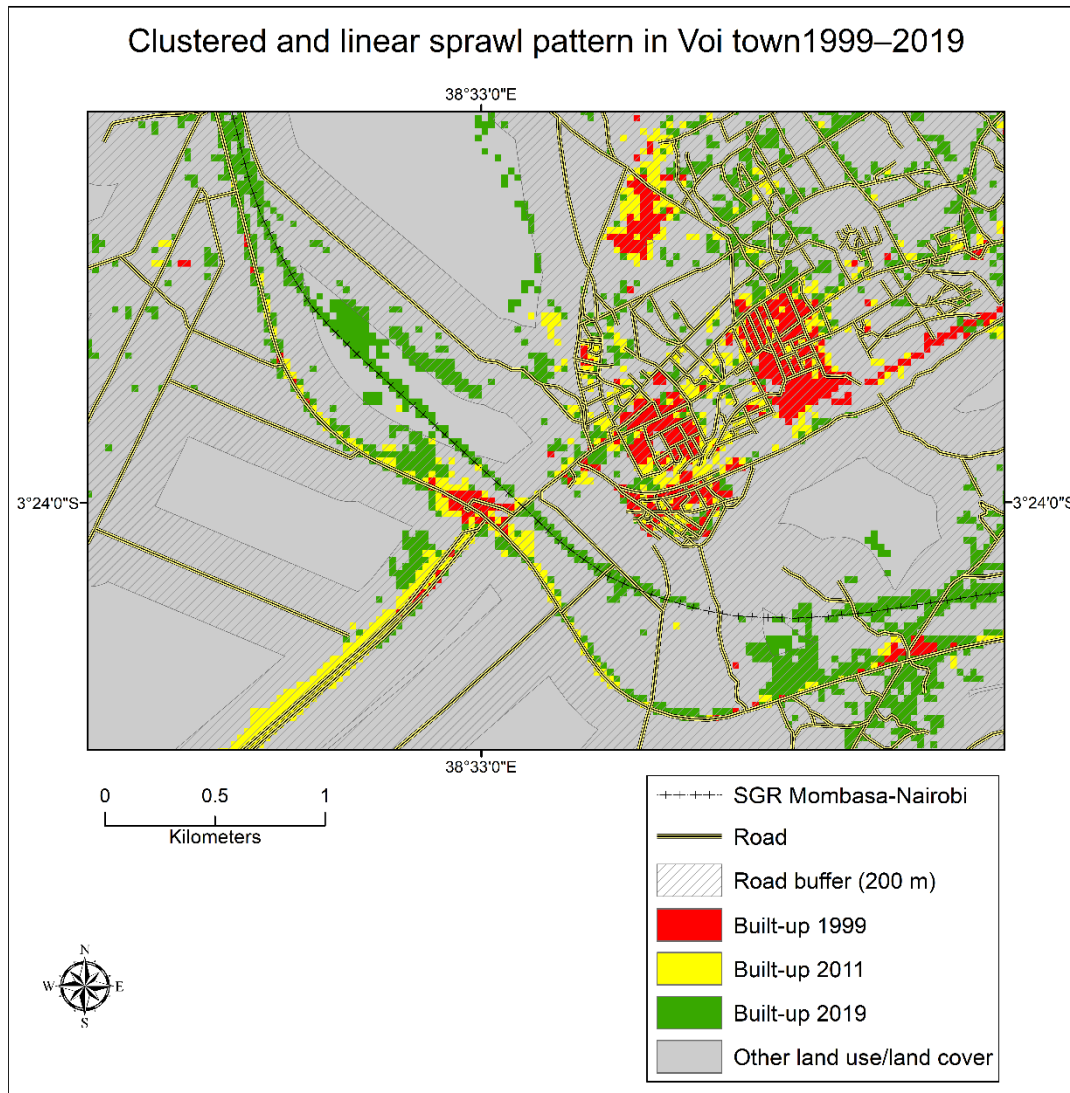 Clustered and linear sprawl pattern in Voi town1999–2019
38°33'0"E
3°24'0"S
3°24'0"S
38°33'0"E
0 0.5 1
Kilometers
SGR Mombasa-Nairobi
Road
Road buffer (200 m)
Built-up 1999
Built-up 2011
Built-up 2019
Other land use/land cover
N
W E
S